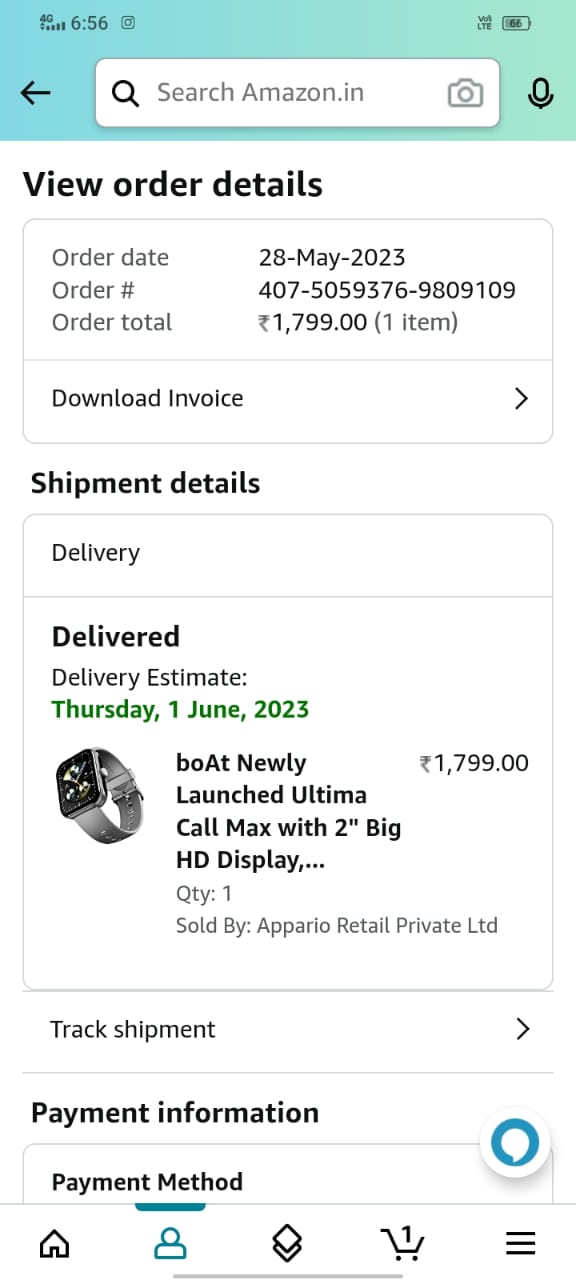 4G 6:56 Vo) LTE 66
Search Amazon.in
View order details
Order date 28-May-2023
Order # 407-5059376-9809109
Order total ₹1,799.00 (1 item)
Download Invoice
Shipment details
Delivery
Delivered
Delivery Estimate:
Thursday, 1 June, 2023
boAt Newly ₹1,799.00
Launched Ultima
Call Max with 2" Big
HD Display,...
Qty: 1
Sold By: Appario Retail Private Ltd
Track shipment
Payment information
Payment Method
1